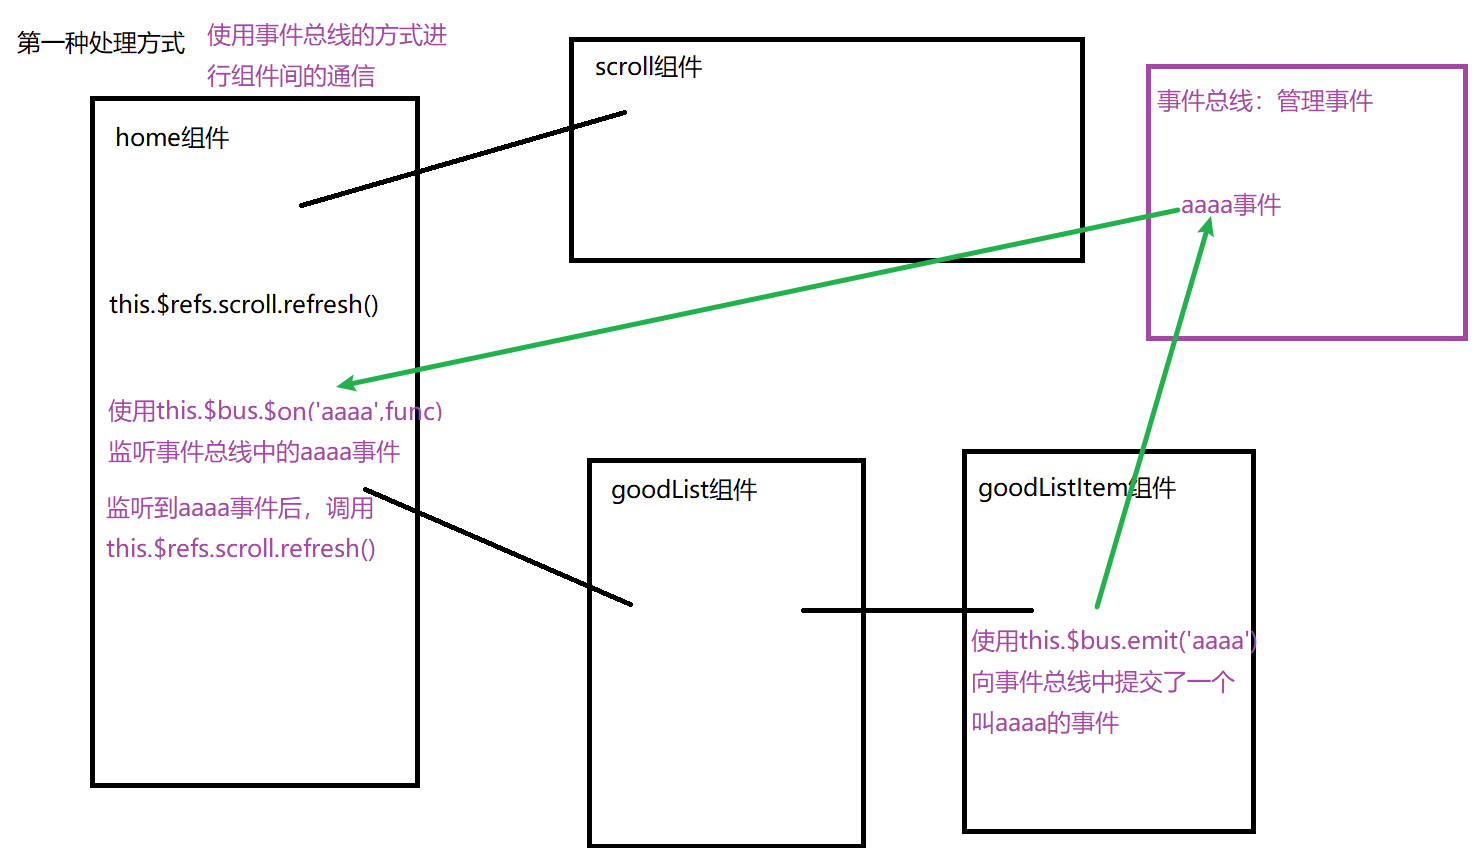 第一种处理方式
使用事件总线的方式进
行组件间的通信
home组件
this.$refs.scroll.refresh()
使用this.$bus.$on('aaaa',func)
监听事件总线中的aaaa事件
监听到aaaa事件后，调用
this.$refs.scroll.refresh()
scroll组件
事件总线：管理事件
aaaa事件
goodList组件
goodListItem组件
使用this.$bus.emit('aaaa')
向事件总线中提交了一个
叫aaaa的事件